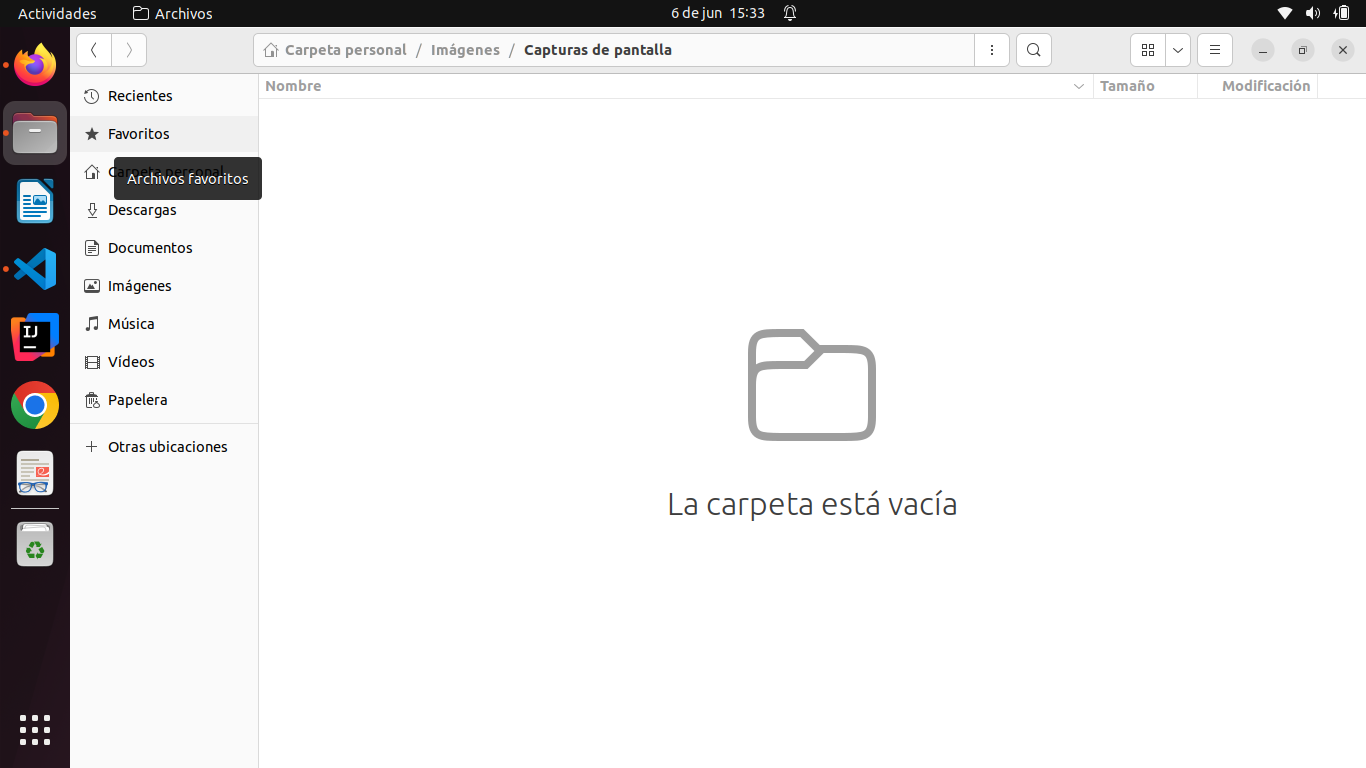 Actividades Archivos 6 de jun 15:33
Carpeta personal / Imágenes / Capturas de pantalla
Nombre Tamaño Modificación
Recientes
Favoritos
Carpeta personal
Archivos favoritos
Descargas
Documentos
Imágenes
Música
Vídeos
Papelera
Otras ubicaciones
IJ
La carpeta está vacía